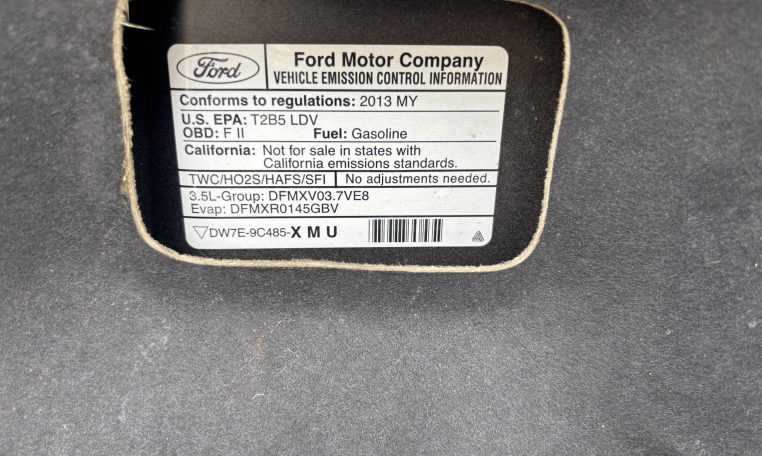 Ford
Ford Motor Company
VEHICLE EMISSION CONTROL INFORMATION
Conforms to regulations: 2013 MY
U.S. EPA: T2B5 LDV
OBD: F II Fuel: Gasoline
California: Not for sale in states with
California emissions standards.
TWC/HO2S/HAFS/SFI No adjustments needed.
3.5L-Group: DFMXV03.7VE8
Evap: DFMXR0145GBV
DW7E-9C485-X M U